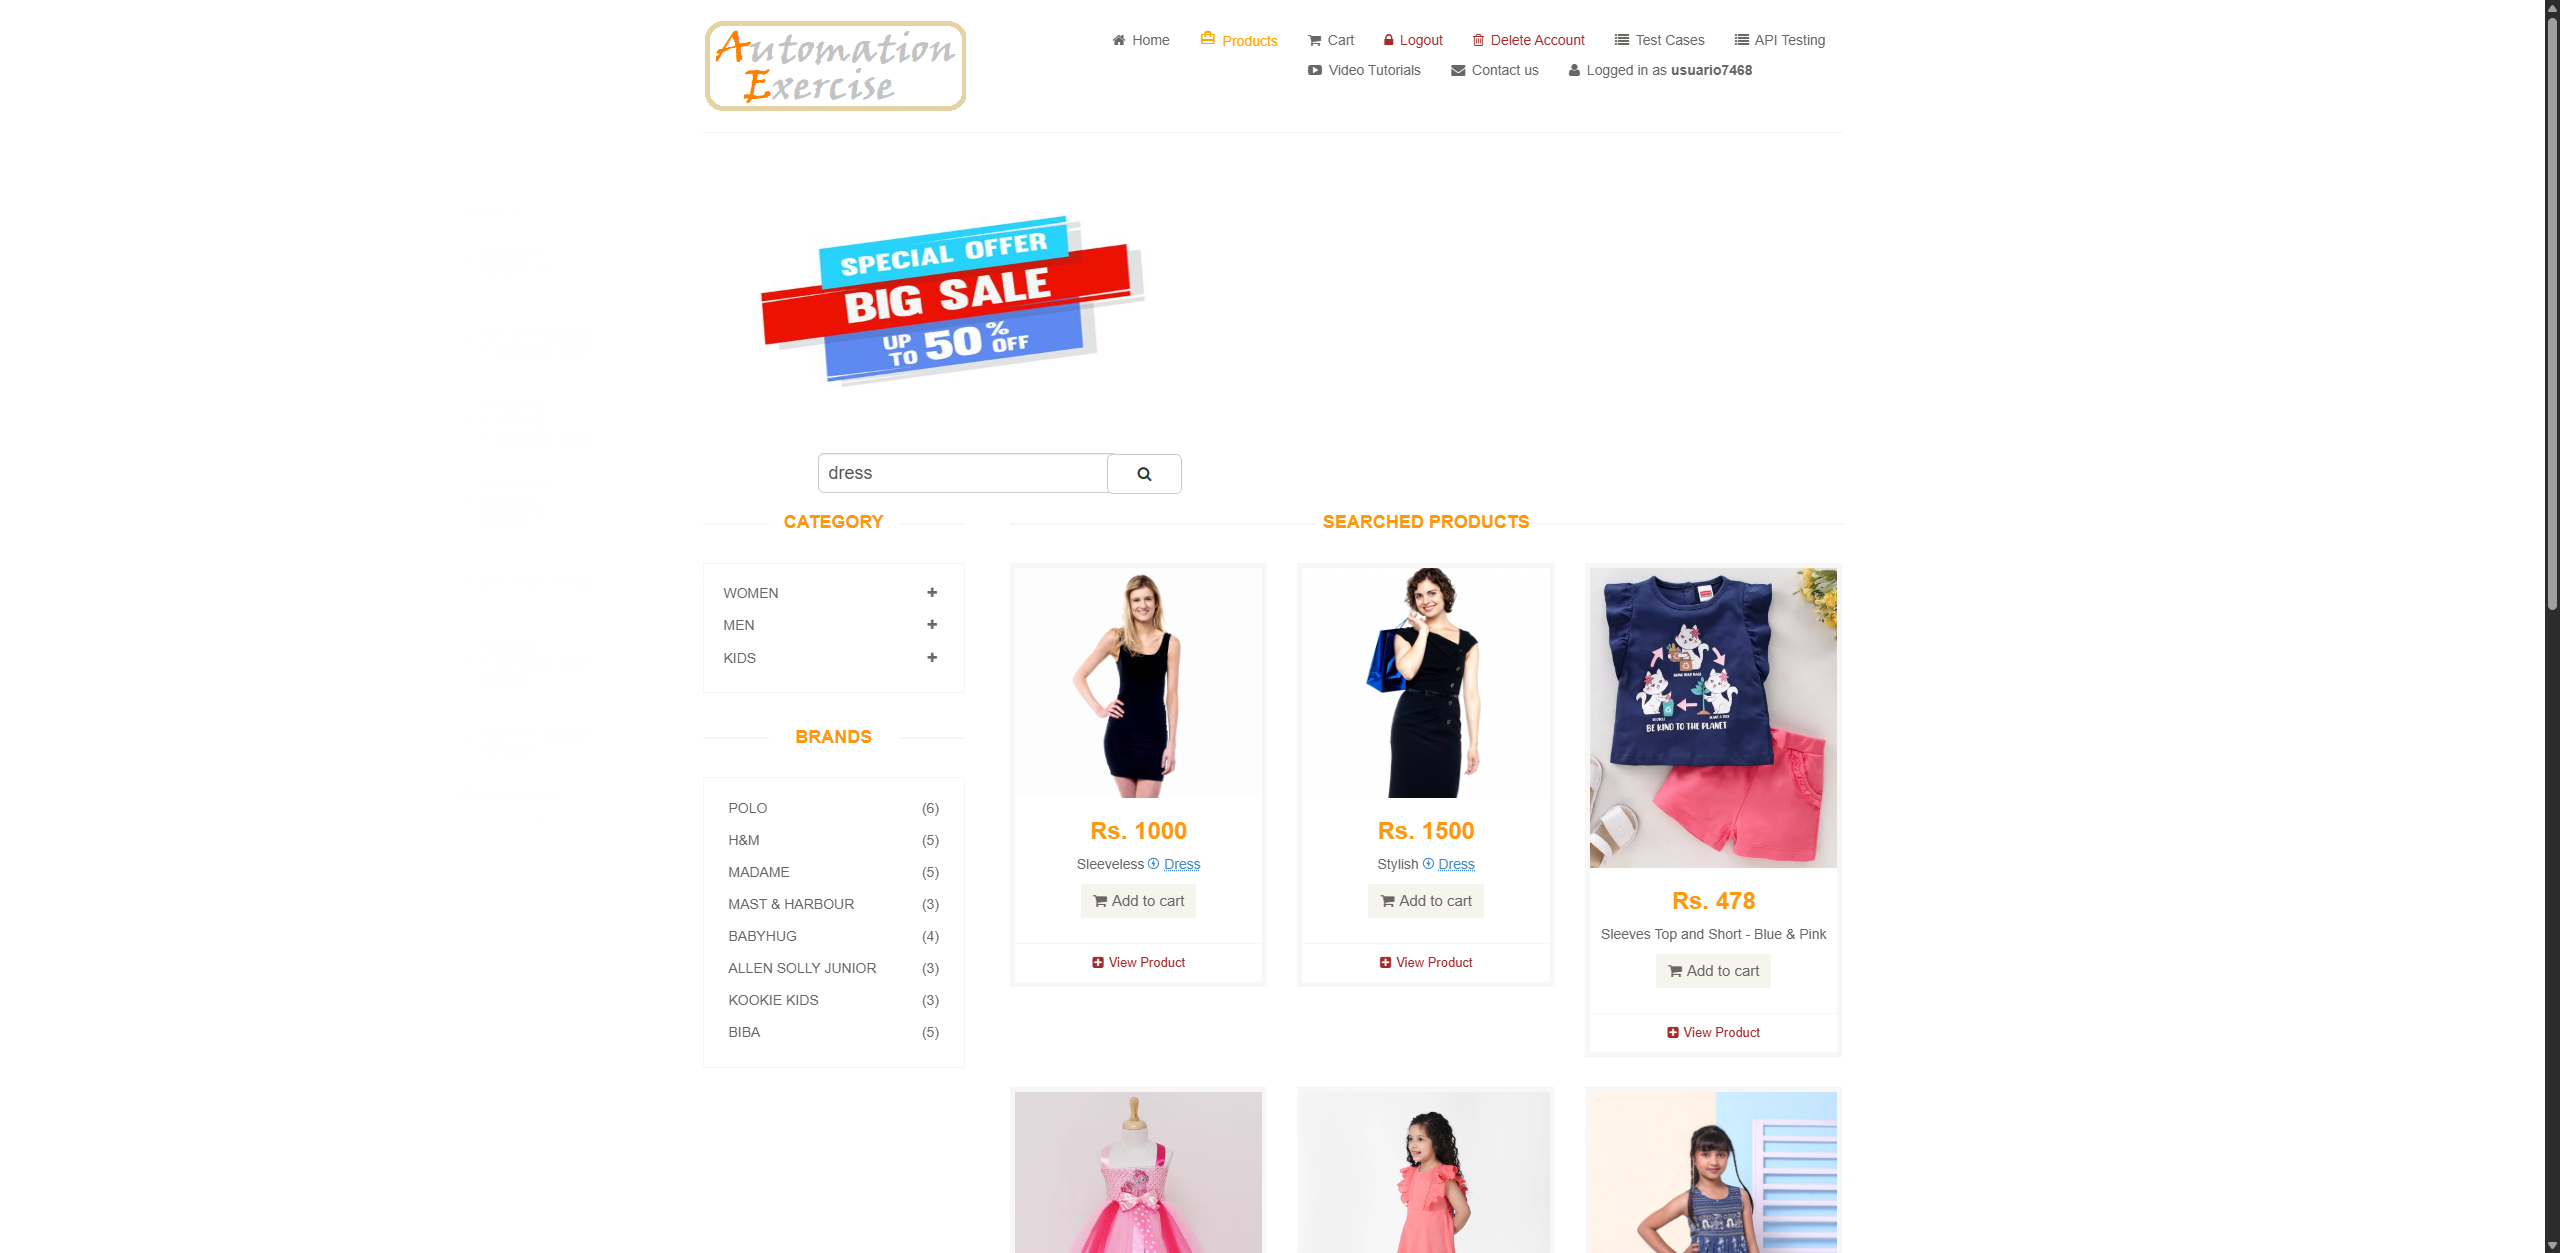 Automation
Exercise
Home Products Cart Logout Delete Account Test Cases API Testing
Video Tutorials Contact us Logged in as usuario7468
SPECIAL OFFER
BIG SALE
UP TO 50% OFF
dress
CATEGORY
WOMEN
MEN
KIDS
BRANDS
POLO (6)
H&M (5)
MADAME (5)
MAST & HARBOUR (3)
BABYHUG (4)
ALLEN SOLLY JUNIOR (3)
KOOKIE KIDS (3)
BIBA (5)
SEARCHED PRODUCTS
Rs. 1000
Sleeveless Dress
Add to cart
View Product
Rs. 1500
Stylish Dress
Add to cart
View Product
BE KIND TO THE PLANET
Rs. 478
Sleeves Top and Short - Blue & Pink
Add to cart
View Product